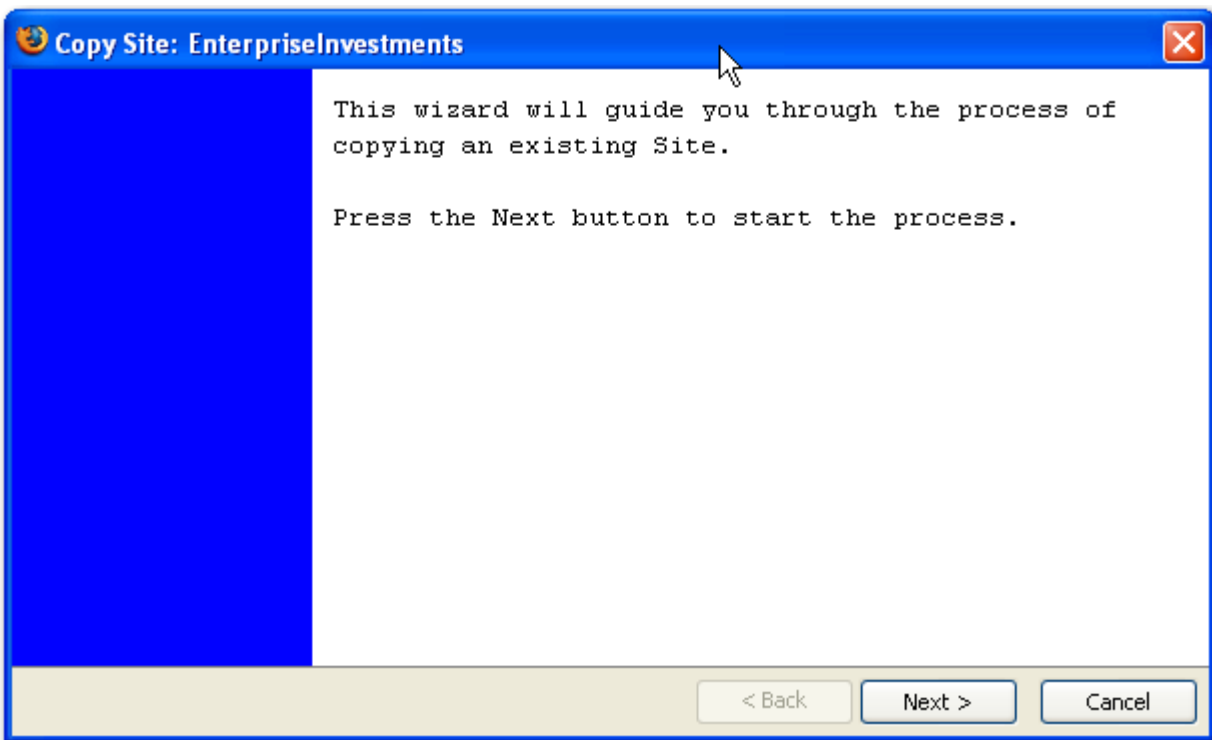 Copy Site: EnterpriseInvestments
This wizard will guide you through the process of
copying an existing Site.
Press the Next button to start the process.
< Back
Next >
Cancel